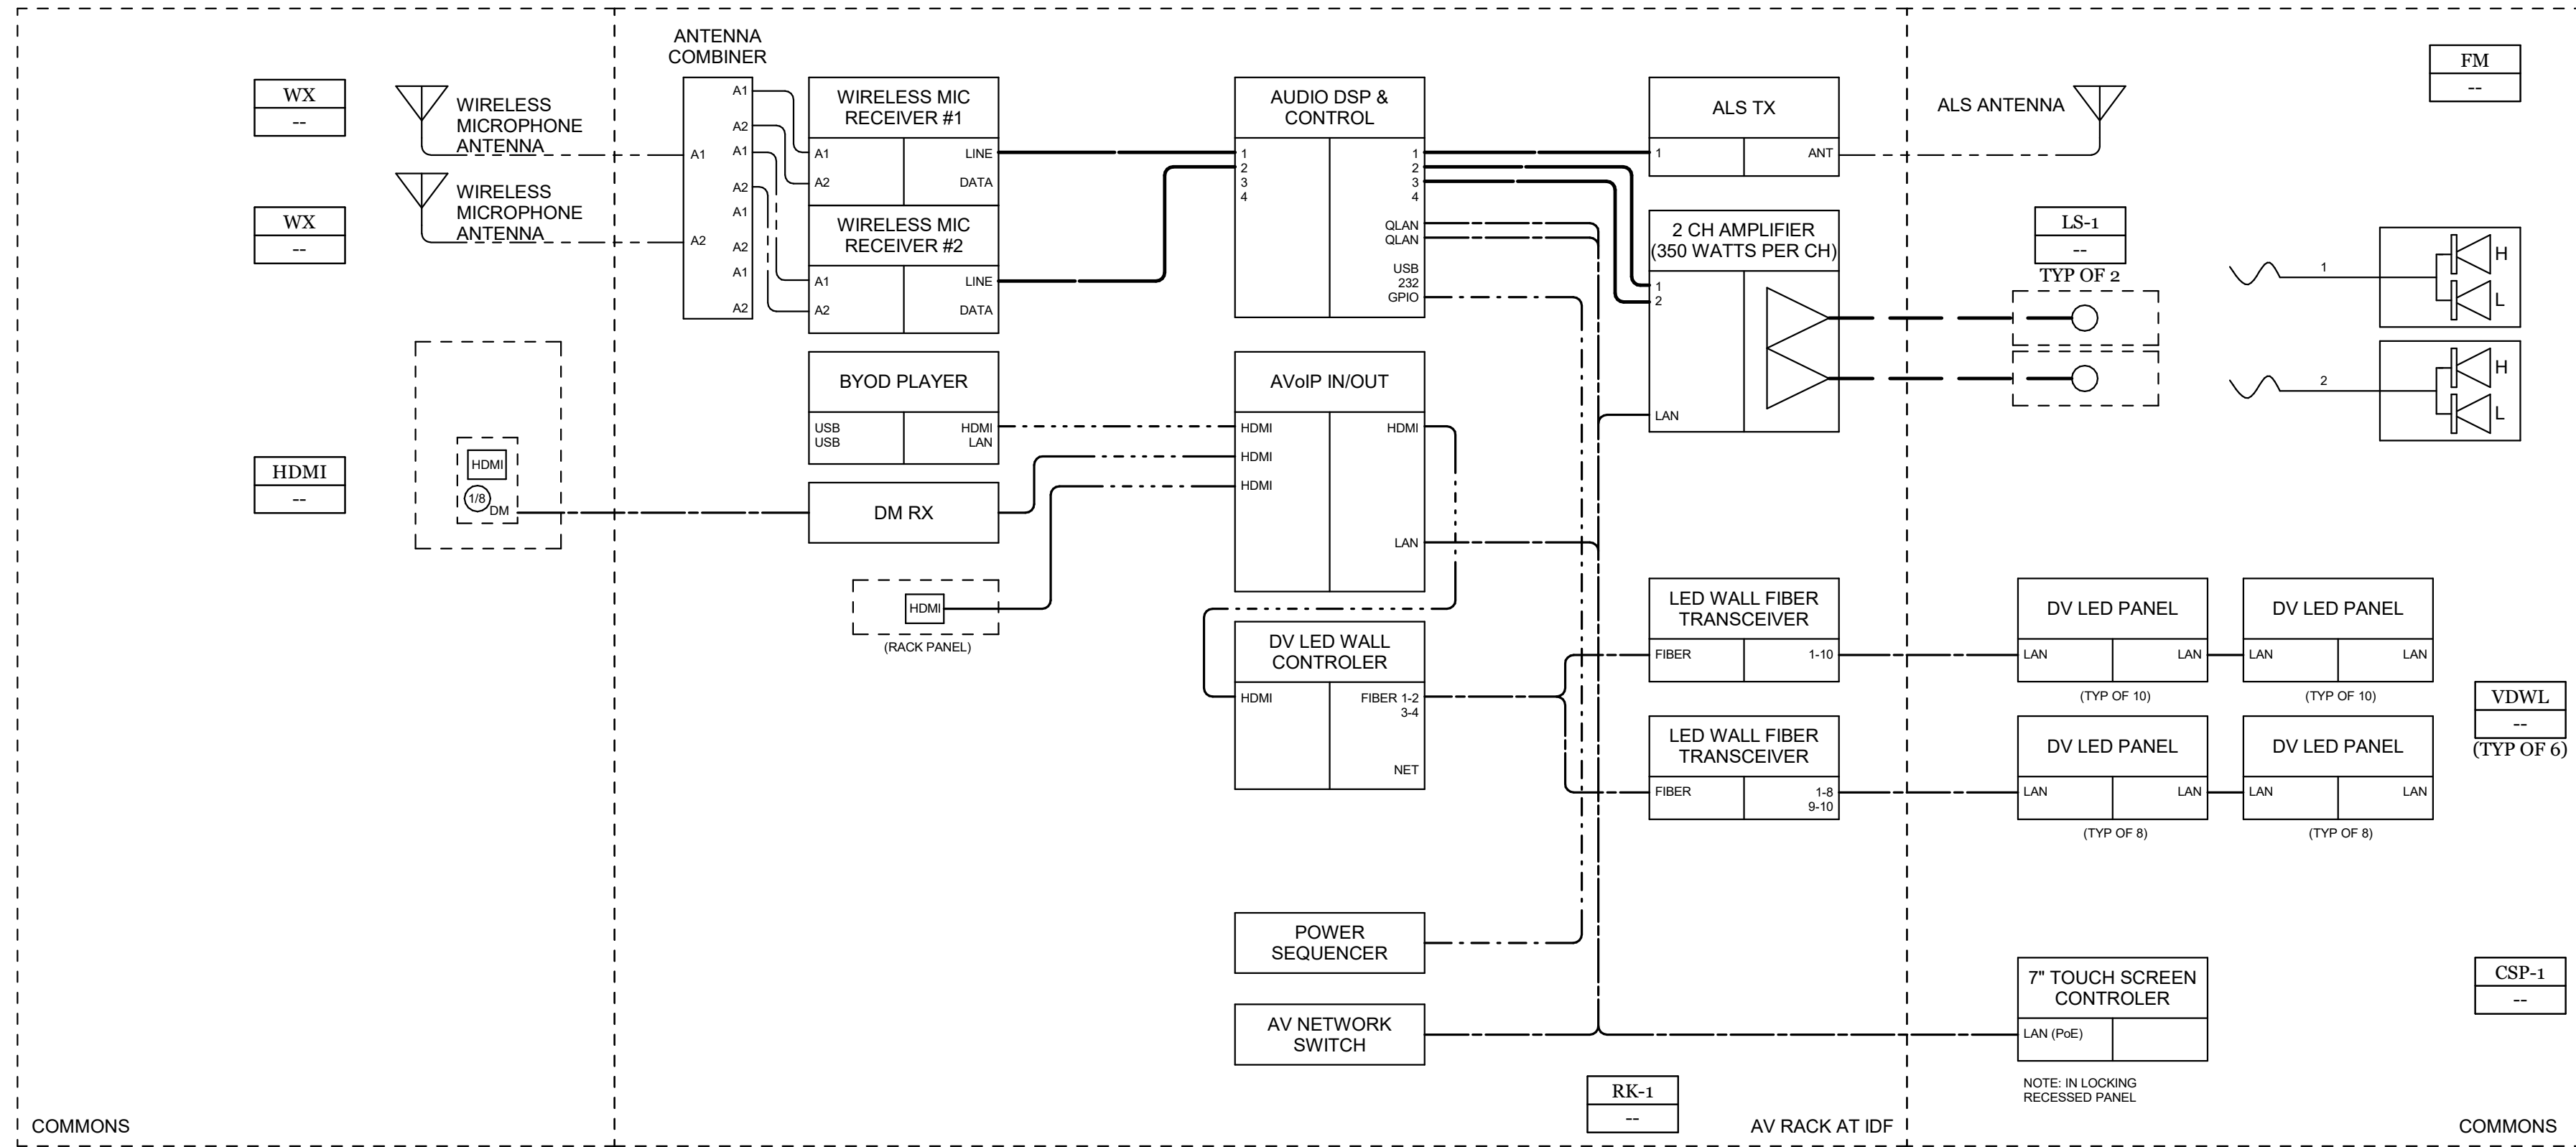 WX
--
WX
--
HDMI
--
WIRELESS
MICROPHONE
ANTENNA
WIRELESS
MICROPHONE
ANTENNA
HDMI
1/8
DM
COMMONS
ANTENNA
COMBINER
A1
A2
A1
A2
A1
A2
A1
A2
A1
A2
WIRELESS MIC
RECEIVER #1
A1
LINE
A2
DATA
WIRELESS MIC
RECEIVER #2
A1
LINE
A2
DATA
BYOD PLAYER
USB
HDMI
USB
LAN
DM RX
HDMI
(RACK PANEL)
AUDIO DSP &
CONTROL
1
2
3
4
1
2
3
4
QLAN
QLAN
USB
232
GPIO
AVoIP IN/OUT
HDMI
HDMI
HDMI
HDMI
LAN
DV LED WALL
CONTROLER
HDMI
FIBER 1-2
3-4
NET
POWER
SEQUENCER
AV NETWORK
SWITCH
ALS TX
1
ANT
2 CH AMPLIFIER
(350 WATTS PER CH)
1
2
LAN
LED WALL FIBER
TRANSCEIVER
FIBER
1-10
LED WALL FIBER
TRANSCEIVER
FIBER
1-8
9-10
RK-1
--
AV RACK AT IDF
ALS ANTENNA
FM
--
LS-1
--
TYP OF 2
1
H
L
2
H
L
DV LED PANEL
LAN
LAN
(TYP OF 10)
DV LED PANEL
LAN
LAN
(TYP OF 10)
DV LED PANEL
LAN
LAN
(TYP OF 8)
DV LED PANEL
LAN
LAN
(TYP OF 8)
VDWL
--
(TYP OF 6)
7" TOUCH SCREEN
CONTROLER
LAN (PoE)
NOTE: IN LOCKING
RECESSED PANEL
CSP-1
--
COMMONS